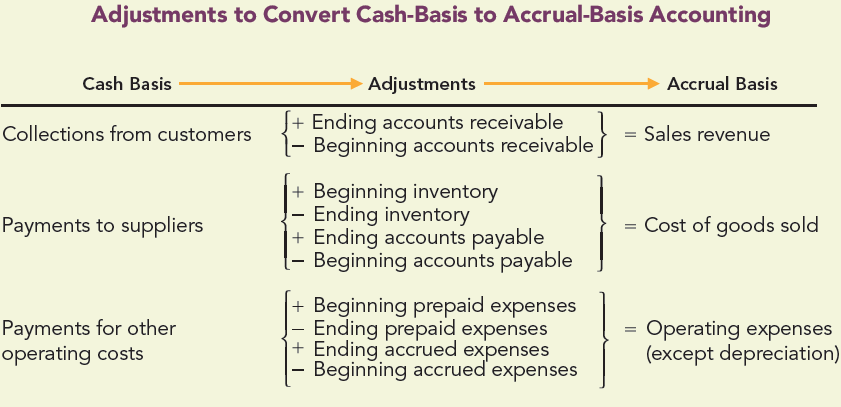 Adjustments to Convert Cash-Basis to Accrual-Basis Accounting
Cash Basis Adjustments Accrual Basis
Collections from customers
+ Ending accounts receivable
− Beginning accounts receivable
= Sales revenue
Payments to suppliers
+ Beginning inventory
− Ending inventory
+ Ending accounts payable
− Beginning accounts payable
= Cost of goods sold
Payments for other
operating costs
+ Beginning prepaid expenses
− Ending prepaid expenses
+ Ending accrued expenses
− Beginning accrued expenses
= Operating expenses
(except depreciation)